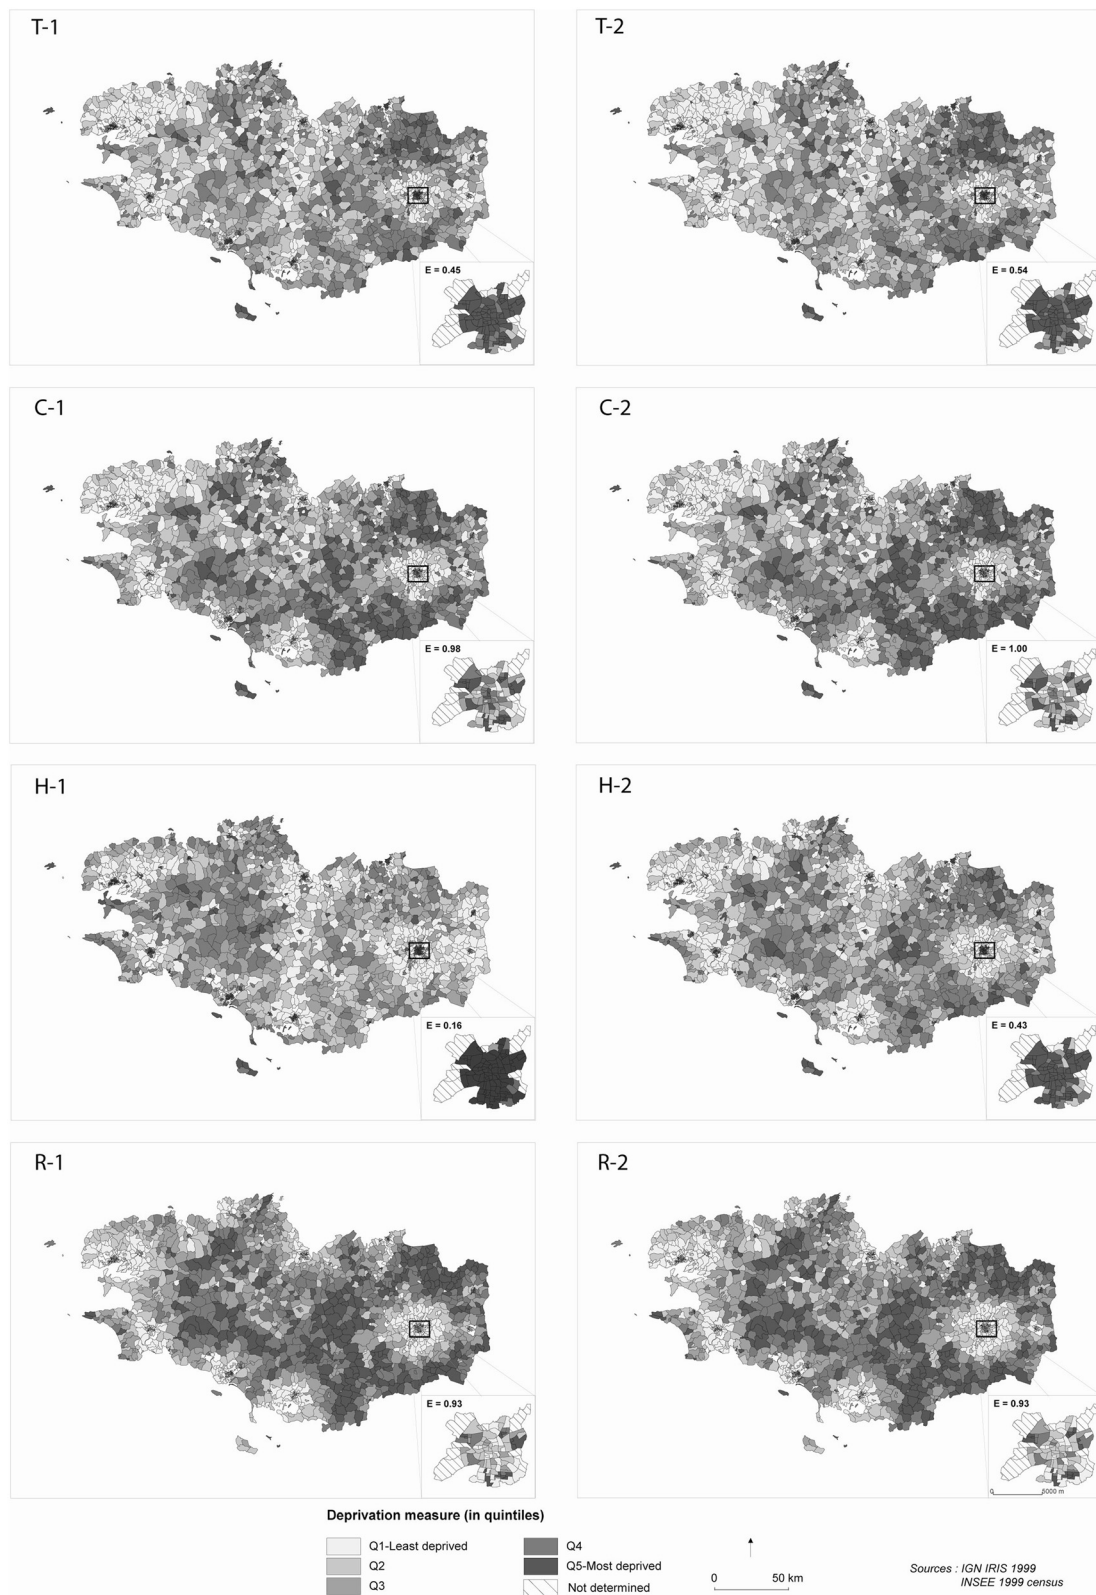 T-1
T-2
E = 0.45
E = 0.54
C-1
C-2
E = 0.98
E = 1.00
H-1
H-2
E = 0.16
E = 0.43
R-1
R-2
E = 0.93
E = 0.93
0 5000 m
Deprivation measure (in quintiles)
Q1-Least deprived
Q2
Q3
Q4
Q5-Most deprived
Not determined
0 50 km
Sources : IGN IRIS 1999
INSEE 1999 census